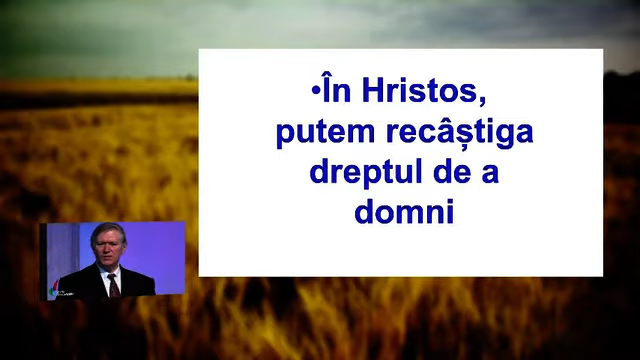 •În Hristos,
putem recâștiga
dreptul de a
domni